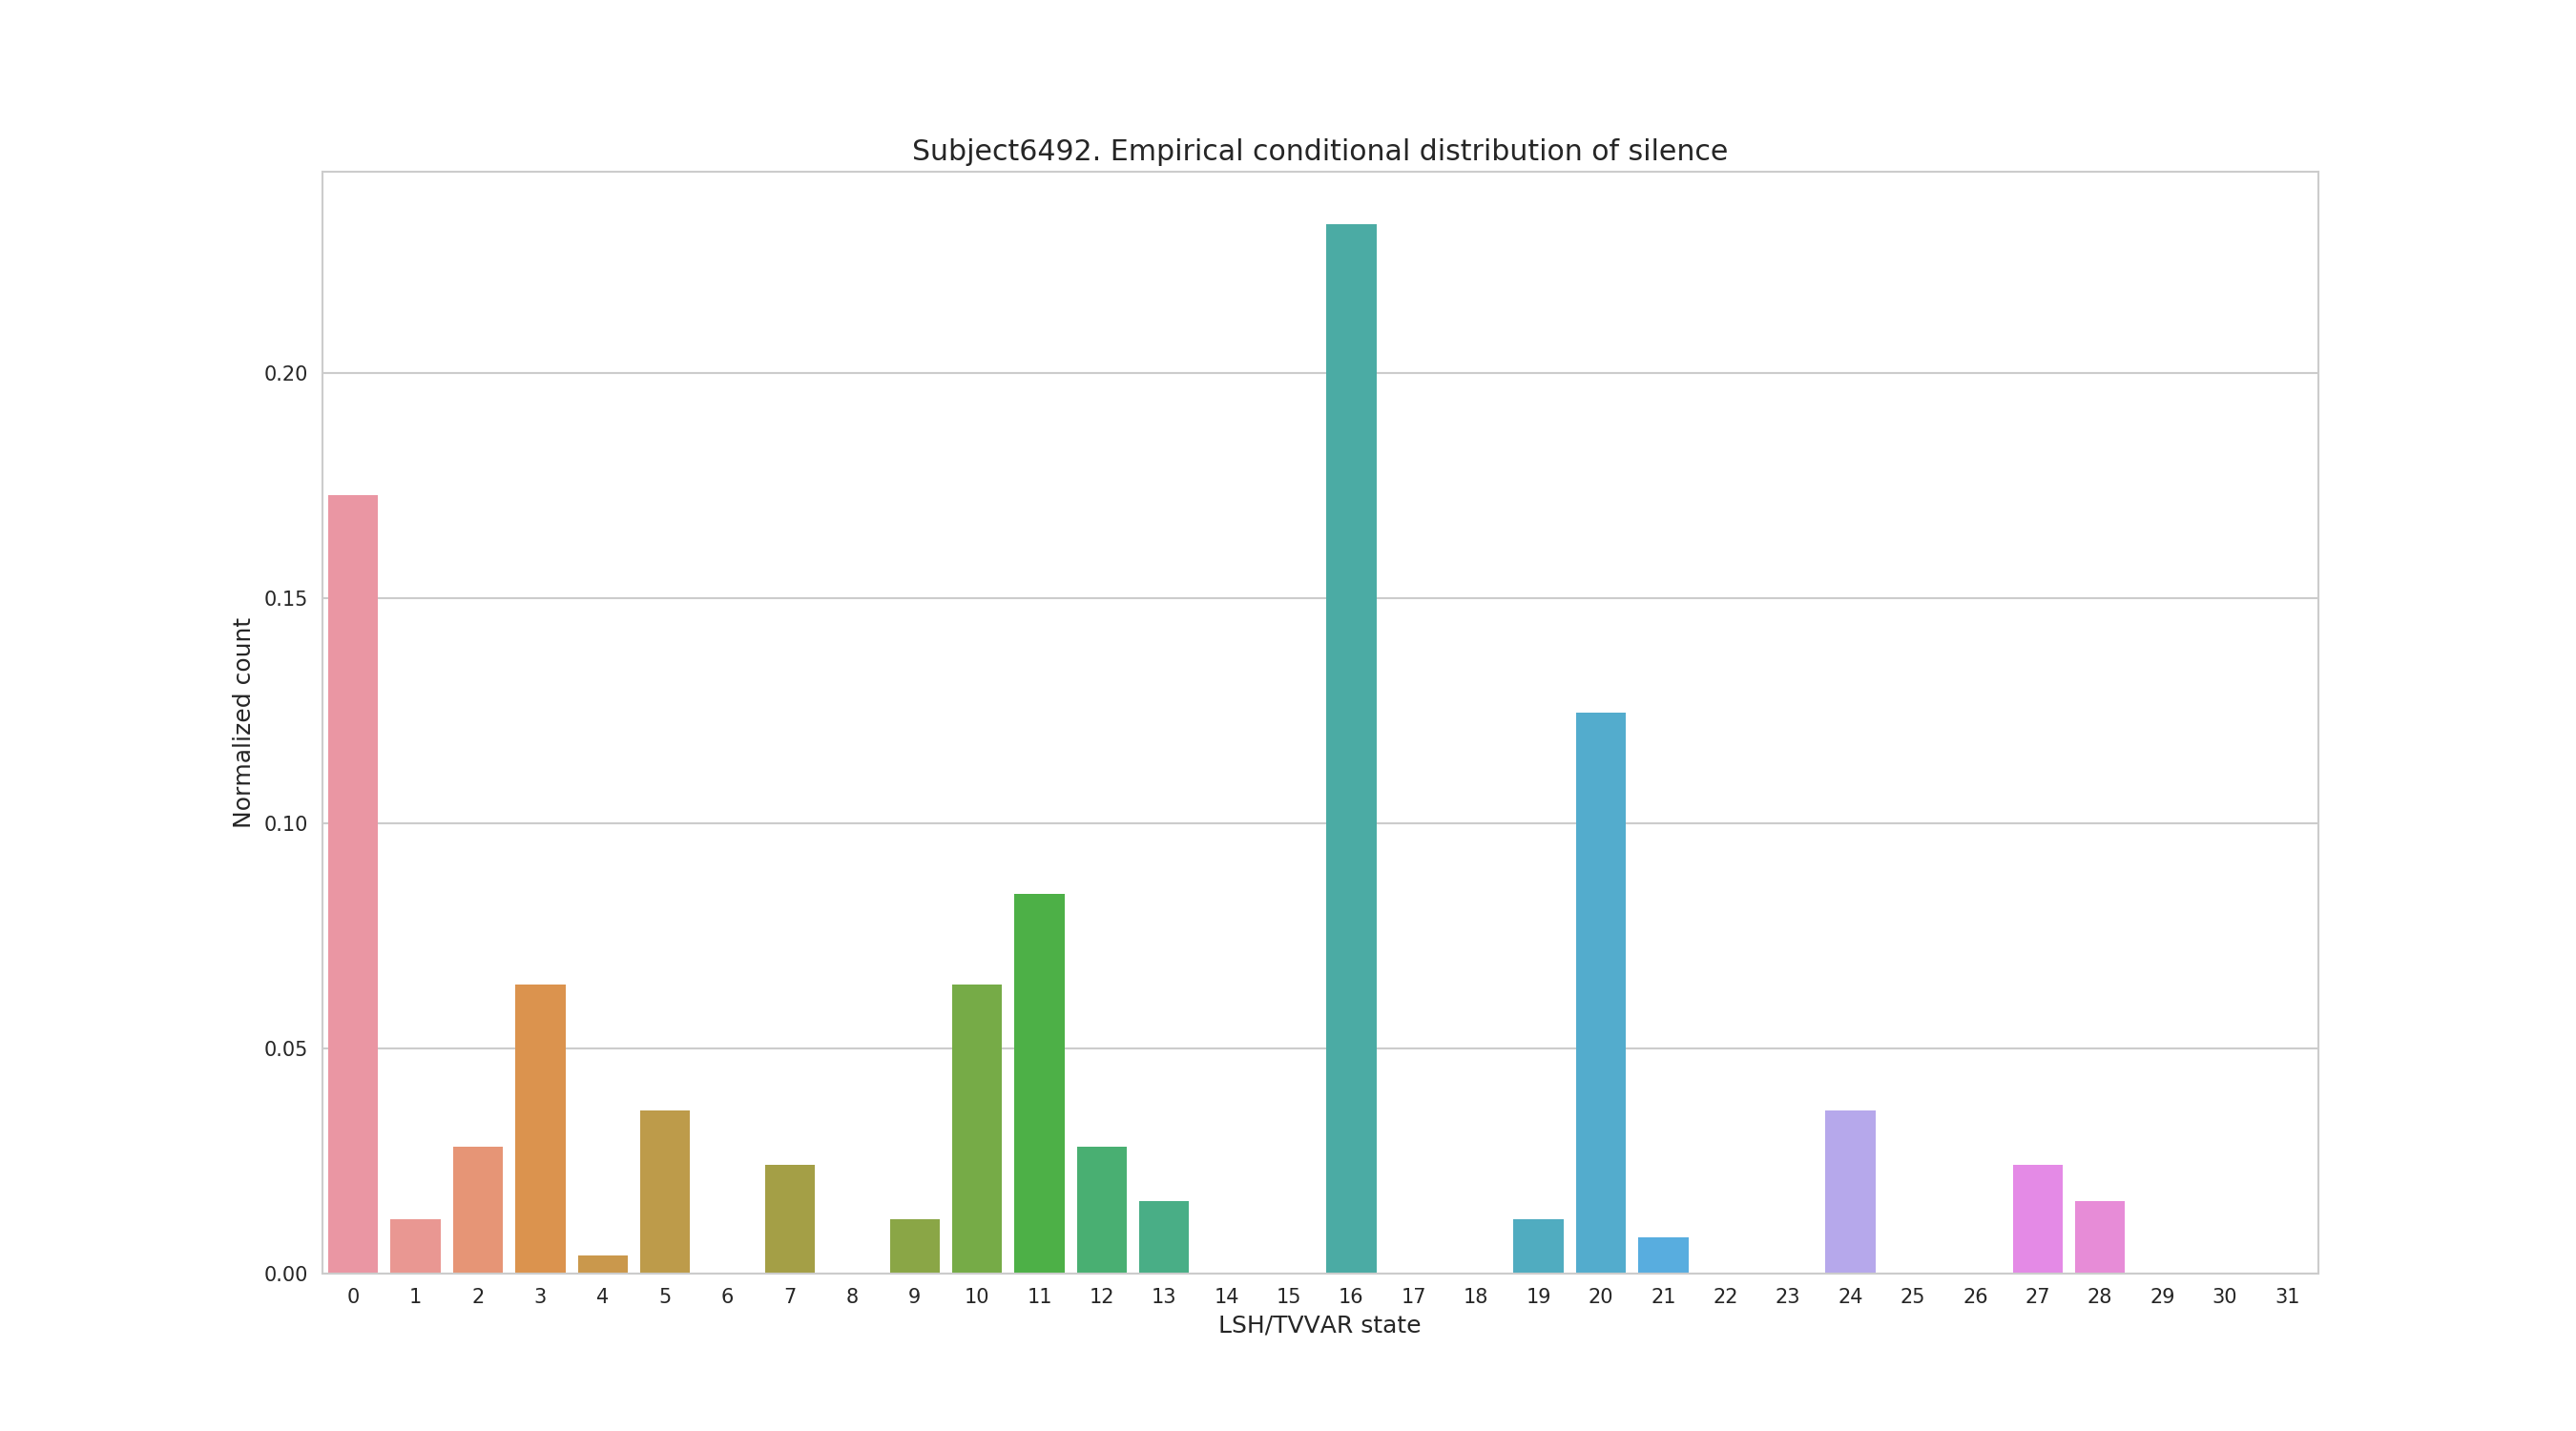 Subject6492. Empirical conditional distribution of silence
Normalized count
0.20
0.15
0.10
0.05
0.00
0 1 2 3 4 5 6 7 8 9 10 11 12 13 14 15 16 17 18 19 20 21 22 23 24 25 26 27 28 29 30 31
LSH/TVVAR state